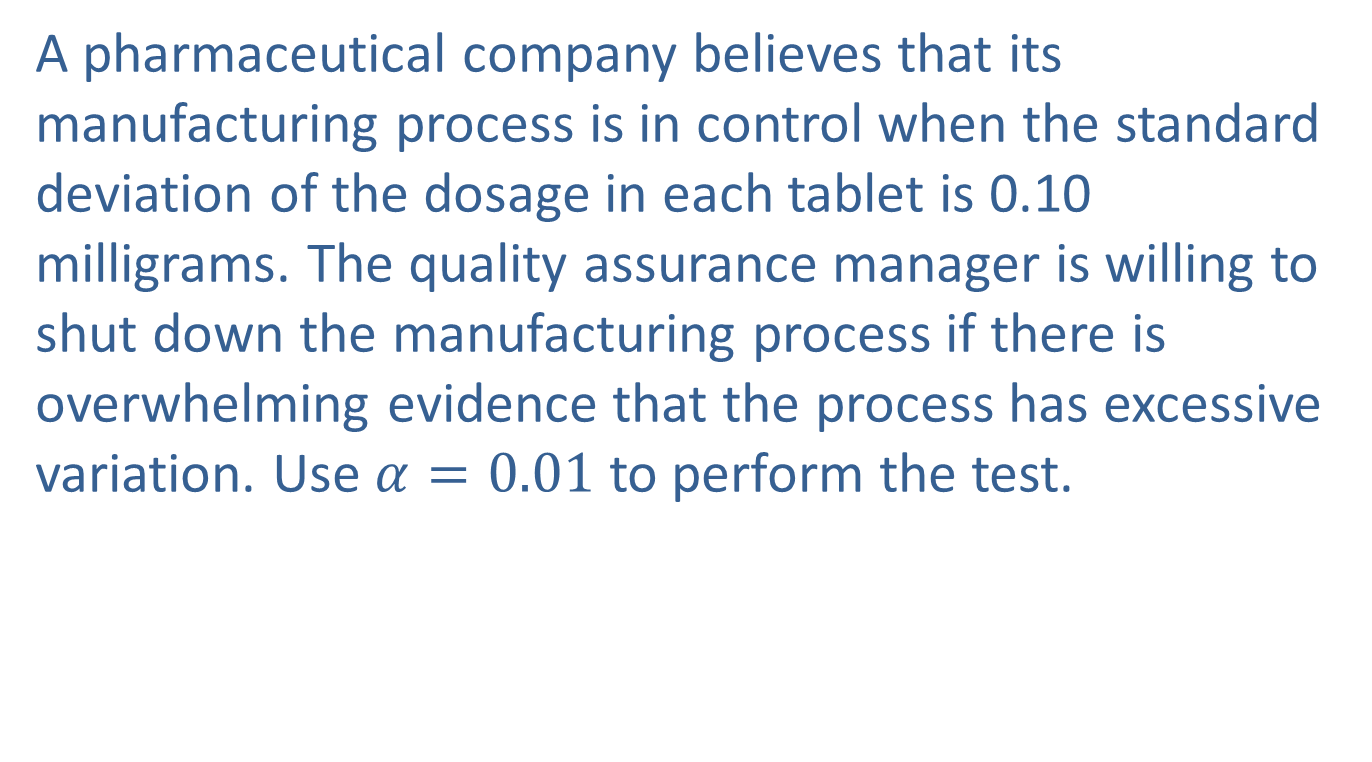 A pharmaceutical company believes that its
manufacturing process is in control when the standard
deviation of the dosage in each tablet is 0.10
milligrams. The quality assurance manager is willing to
shut down the manufacturing process if there is
overwhelming evidence that the process has excessive
variation. Use 𝛼 = 0.01 to perform the test.